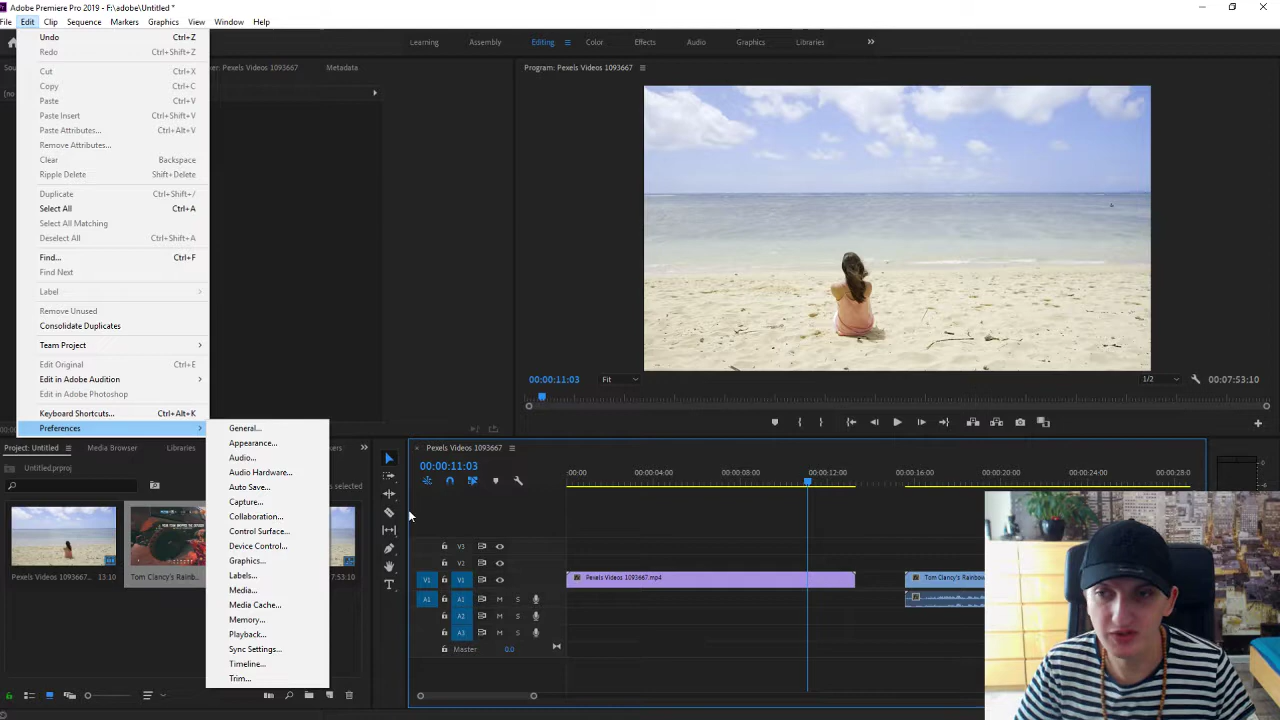 Adobe Premiere Pro 2019 - F:\adobe\Untitled *
File Edit Clip Sequence Markers Graphics View Window Help
Learning Assembly Editing Color Effects Audio Graphics Libraries
Undo Ctrl+Z
Redo Ctrl+Shift+Z
Cut Ctrl+X
Copy Ctrl+C
Paste Ctrl+V
Paste Insert Ctrl+Shift+V
Paste Attributes... Ctrl+Alt+V
Remove Attributes...
Clear Backspace
Ripple Delete Shift+Delete
Duplicate Ctrl+Shift+/
Select All Ctrl+A
Select All Matching
Deselect All Ctrl+Shift+A
Find... Ctrl+F
Find Next
Label
Remove Unused
Consolidate Duplicates
Team Project
Edit Original Ctrl+E
Edit in Adobe Audition
Edit in Adobe Photoshop
Keyboard Shortcuts... Ctrl+Alt+K
Preferences
General...
Appearance...
Audio...
Audio Hardware...
Auto Save...
Capture...
Collaboration...
Control Surface...
Device Control...
Graphics...
Labels...
Media...
Media Cache...
Memory...
Playback...
Sync Settings...
Timeline...
Trim...
Pexels Videos 1093667 Metadata
Program: Pexels Videos 1093667
00:00:11:03 Fit 1/2 00:07:53:10
Project: Untitled Media Browser Libraries
Untitled.prproj
selected
Pexels Videos 1093667... 13:10
Tom Clancy's Rainb...
7:53:10
Pexels Videos 1093667
00:00:11:03
:00:00 00:00:04:00 00:00:08:00 00:00:12:00 00:00:16:00 00:00:20:00 00:00:24:00 00:00:28:0
V3
V2
V1 V1 Pexels Videos 1093667.mp4 Tom Clancy's Rainbow
A1 A1 M S
A2 M S
A3 M S
Master 0.0
0